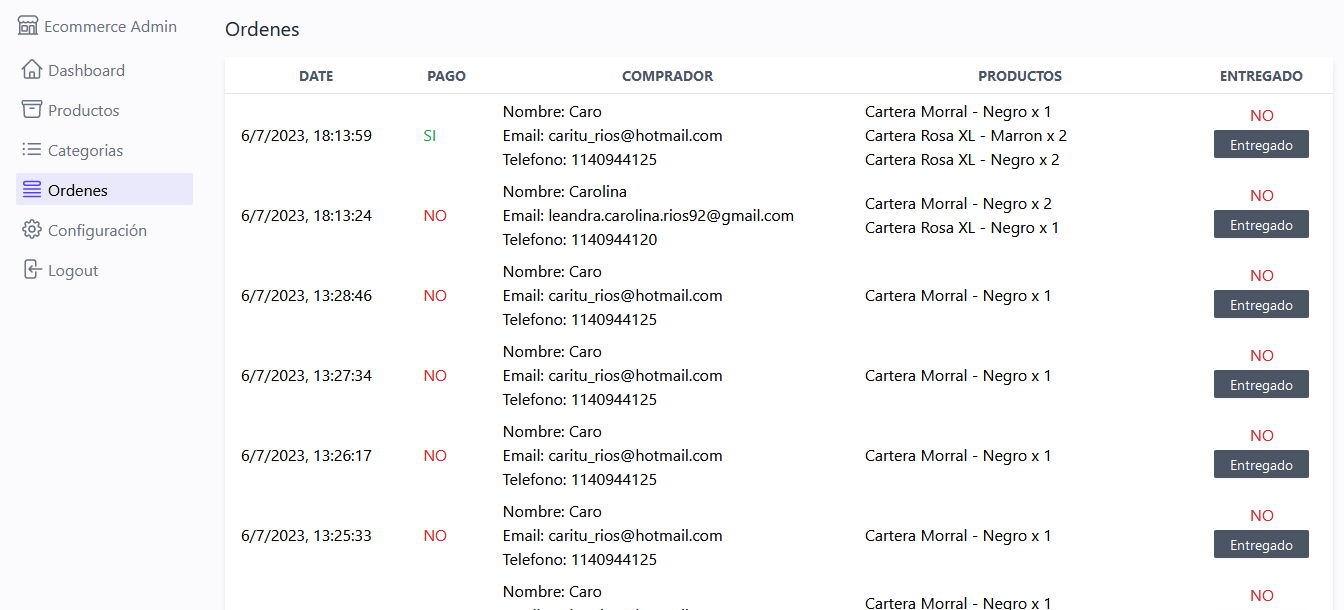 Ecommerce Admin
Dashboard
Productos
Categorias
Ordenes
Configuración
Logout
Ordenes
DATE PAGO COMPRADOR PRODUCTOS ENTREGADO
6/7/2023, 18:13:59
SI
Nombre: Caro
Email: caritu_rios@hotmail.com
Telefono: 1140944125
Cartera Morral - Negro x 1
Cartera Rosa XL - Marron x 2
Cartera Rosa XL - Negro x 2
NO
Entregado
6/7/2023, 18:13:24
NO
Nombre: Carolina
Email: leandra.carolina.rios92@gmail.com
Telefono: 1140944120
Cartera Morral - Negro x 2
Cartera Rosa XL - Negro x 1
NO
Entregado
6/7/2023, 13:28:46
NO
Nombre: Caro
Email: caritu_rios@hotmail.com
Telefono: 1140944125
Cartera Morral - Negro x 1
NO
Entregado
6/7/2023, 13:27:34
NO
Nombre: Caro
Email: caritu_rios@hotmail.com
Telefono: 1140944125
Cartera Morral - Negro x 1
NO
Entregado
6/7/2023, 13:26:17
NO
Nombre: Caro
Email: caritu_rios@hotmail.com
Telefono: 1140944125
Cartera Morral - Negro x 1
NO
Entregado
6/7/2023, 13:25:33
NO
Nombre: Caro
Email: caritu_rios@hotmail.com
Telefono: 1140944125
Cartera Morral - Negro x 1
NO
Entregado
Nombre: Caro
Cartera Morral - Negro x 1
NO